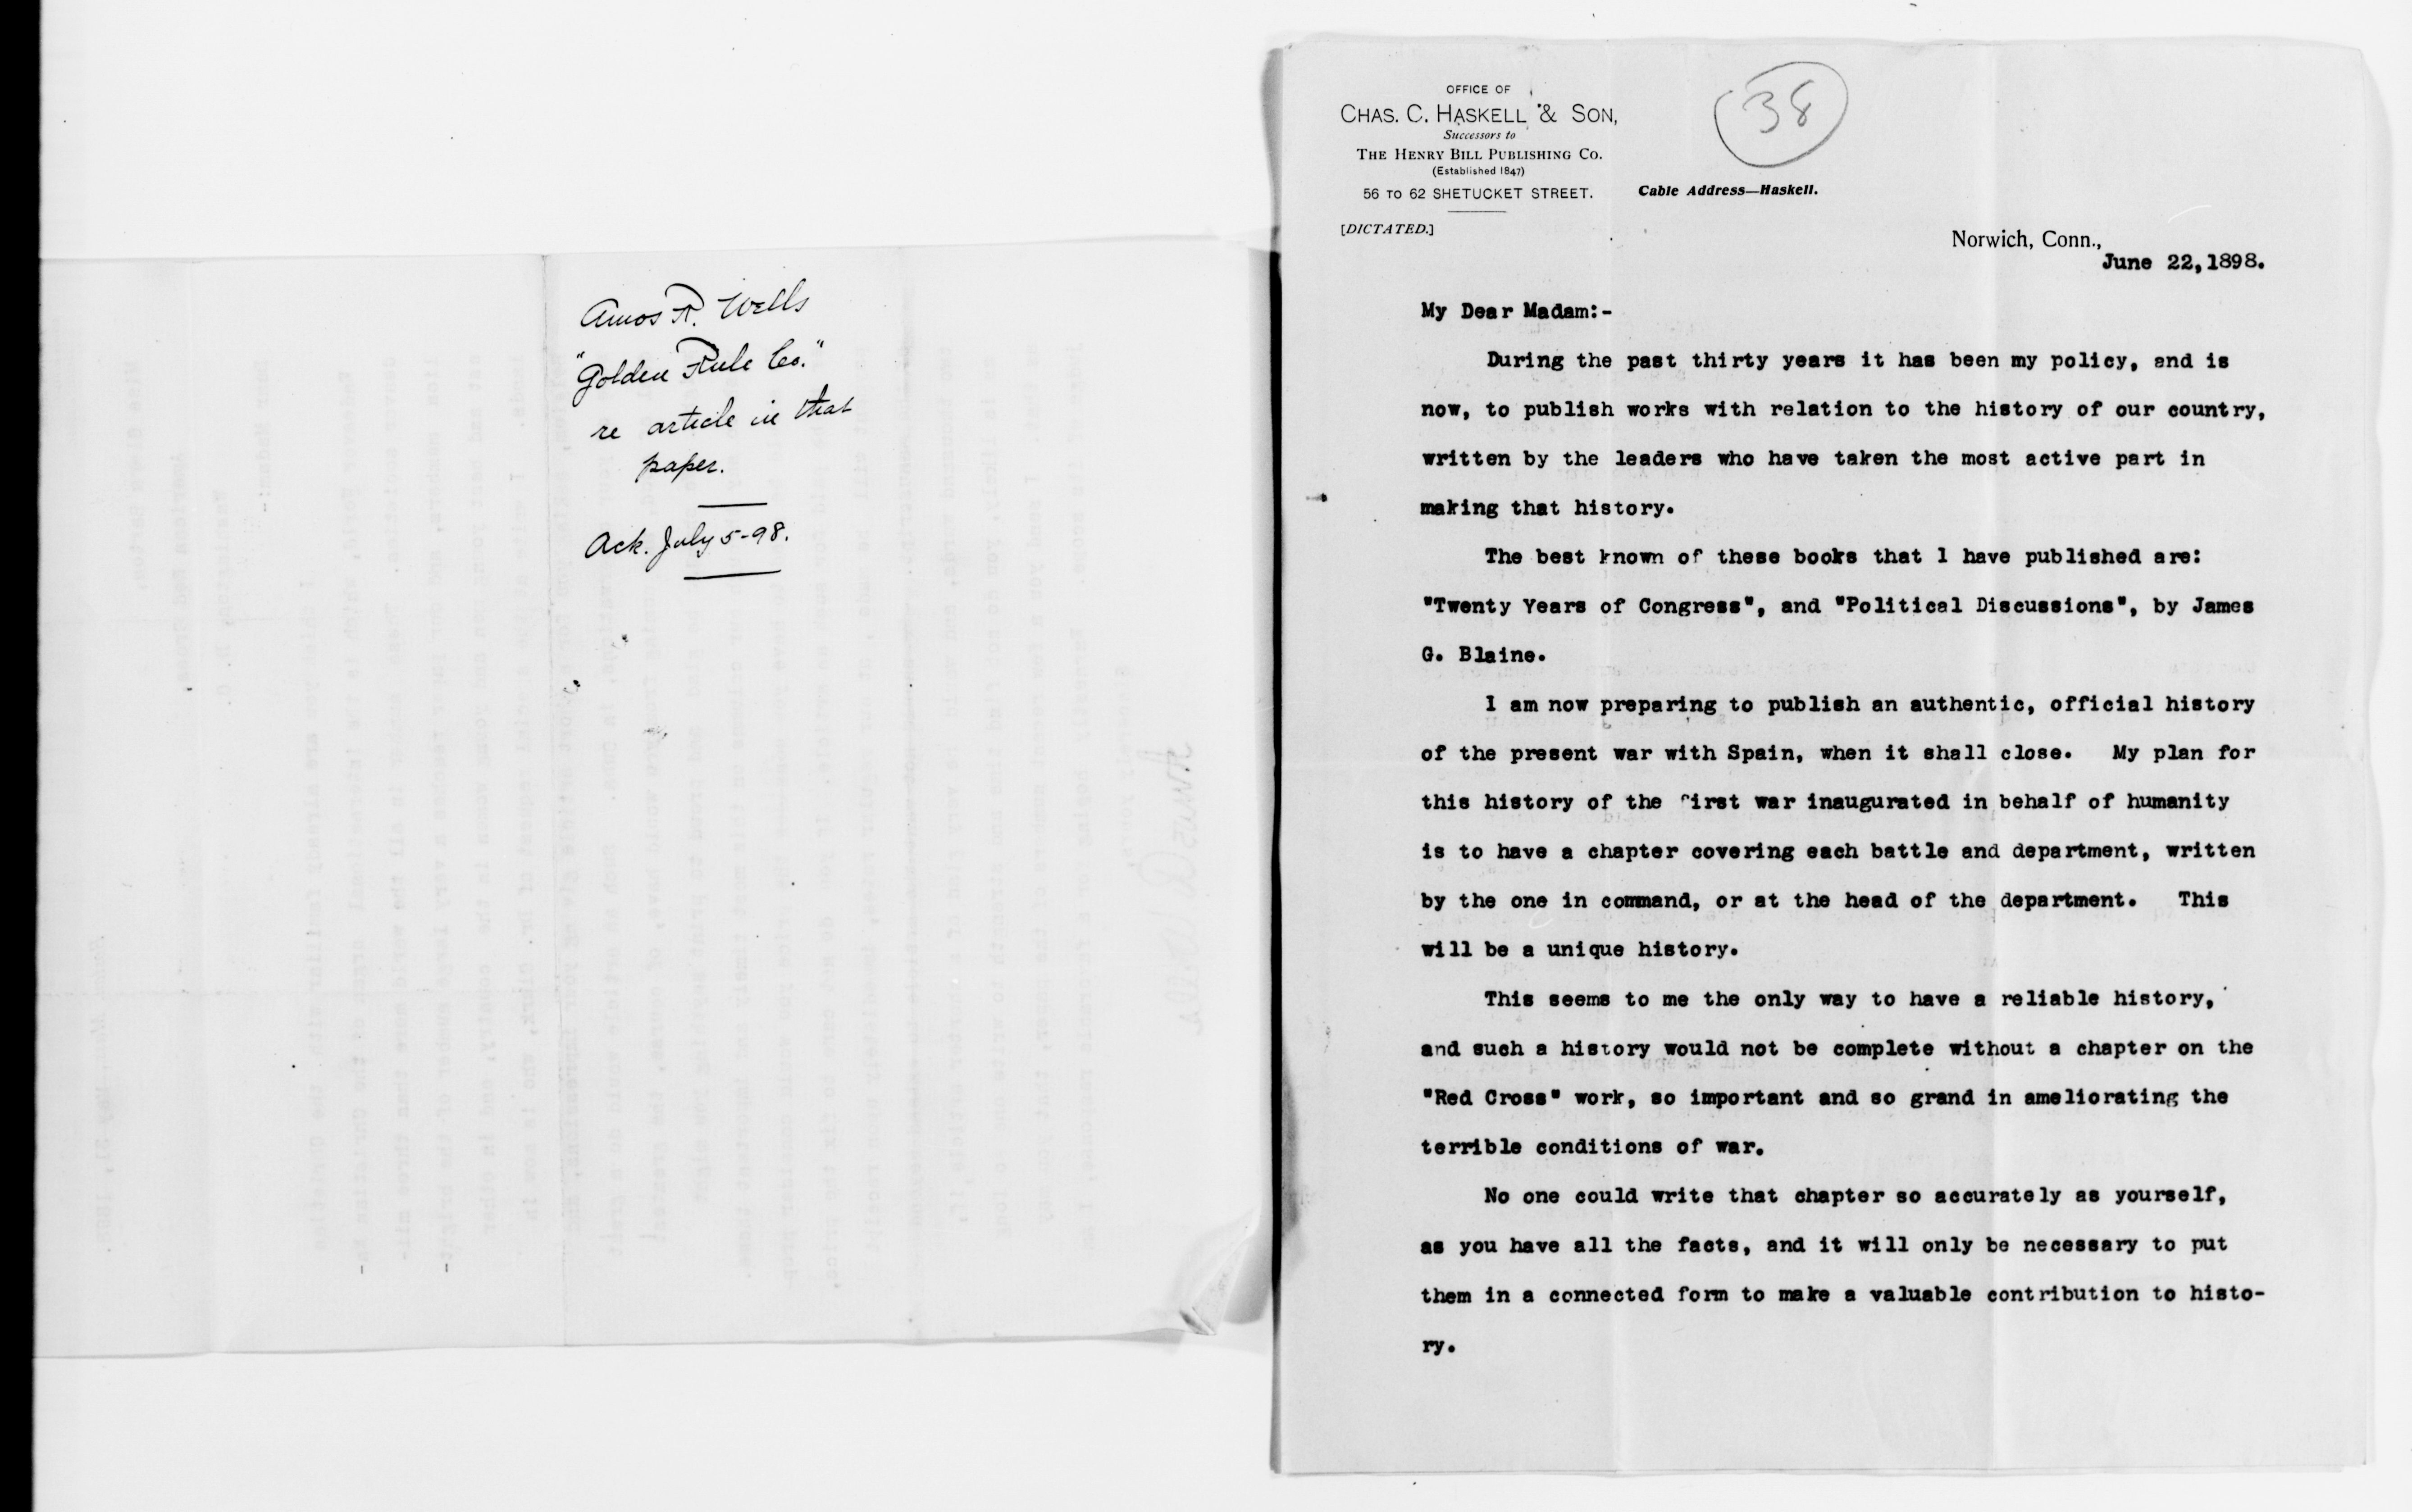 Amos R. Wells
"Golden Rule Co."
re article in that
paper.
Ack. July 5-98.
OFFICE OF
CHAS. C. HASKELL & SON,
Successors to
THE HENRY BILL PUBLISHING CO.
(Established 1847)
56 TO 62 SHETUCKET STREET.
38
Cable Address—Haskell.
[DICTATED.]
Norwich, Conn.,
June 22, 1898.
My Dear Madam:-
During the past thirty years it has been my policy, and is
now, to publish works with relation to the history of our country,
written by the leaders who have taken the most active part in
making that history.
The best known of these books that I have published are:
"Twenty Years of Congress", and "Political Discussions", by James
G. Blaine.
I am now preparing to publish an authentic, official history
of the present war with Spain, when it shall close. My plan for
this history of the first war inaugurated in behalf of humanity
is to have a chapter covering each battle and department, written
by the one in command, or at the head of the department. This
will be a unique history.
This seems to me the only way to have a reliable history,
and such a history would not be complete without a chapter on the
"Red Cross" work, so important and so grand in ameliorating the
terrible conditions of war.
No one could write that chapter so accurately as yourself,
as you have all the facts, and it will only be necessary to put
them in a connected form to make a valuable contribution to histo-
ry.